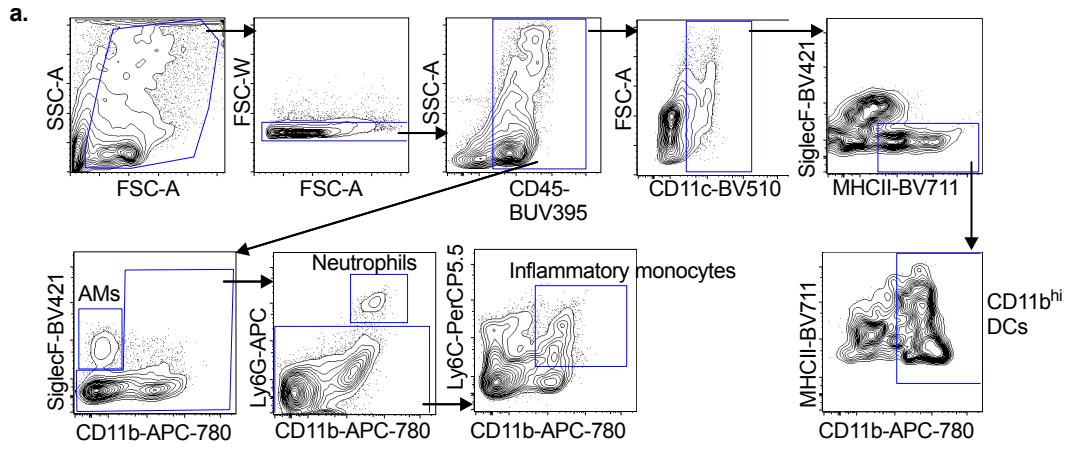 a.
SSC-A
FSC-A
FSC-W
FSC-A
SSC-A
CD45-
BUV395
FSC-A
CD11c-BV510
SiglecF-BV421
MHCII-BV711
SiglecF-BV421
AMs
CD11b-APC-780
Ly6G-APC
Neutrophils
CD11b-APC-780
Ly6C-PerCP5.5
Inflammatory monocytes
CD11b-APC-780
MHCII-BV711
CD11b-APC-780
CD11bhi
DCs